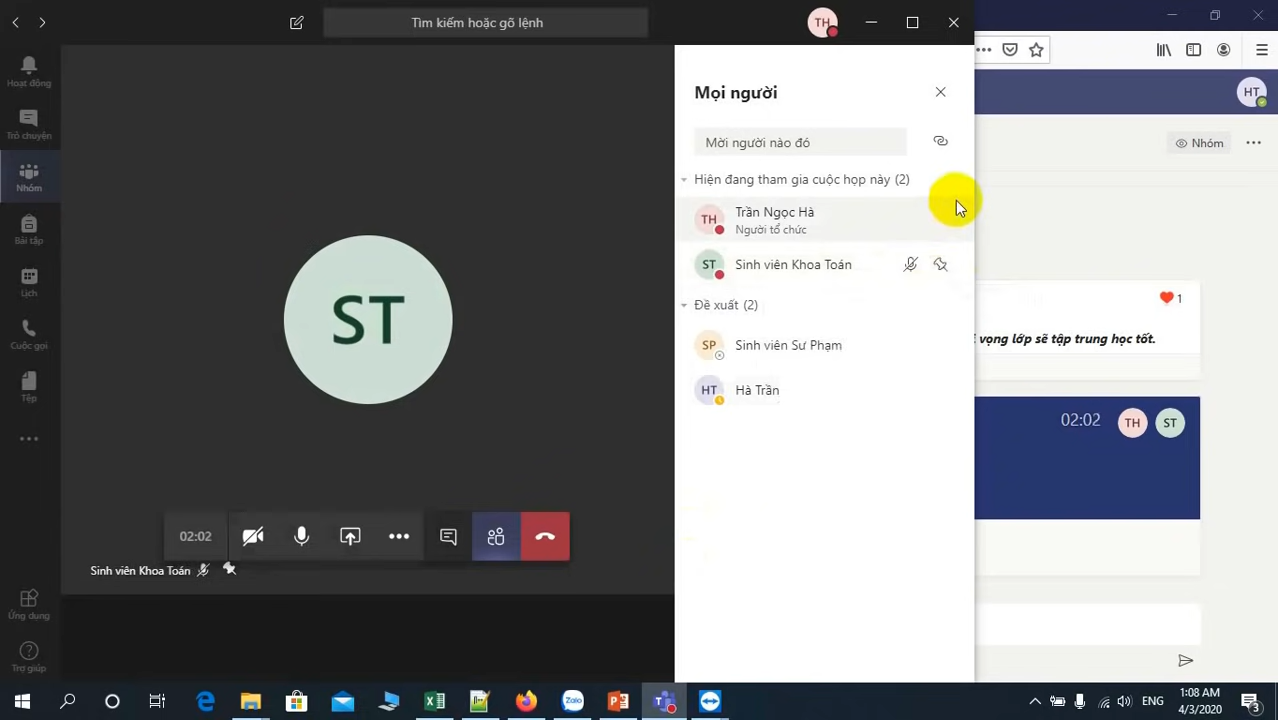 Tìm kiếm hoặc gõ lệnh
TH
Hoạt động
Trò chuyện
Nhóm
Bài tập
Lịch
Cuộc gọi
Tệp
Ứng dụng
Trợ giúp
ST
02:02
Sinh viên Khoa Toán
Mọi người
Mời người nào đó
Hiện đang tham gia cuộc họp này (2)
TH
Trần Ngọc Hà
Người tổ chức
ST
Sinh viên Khoa Toán
Đề xuất (2)
SP
Sinh viên Sư Phạm
HT
Hà Trần
HT
Nhóm
1
vọng lớp sẽ tập trung học tốt.
02:02
TH
ST
ENG
1:08 AM
4/3/2020
3